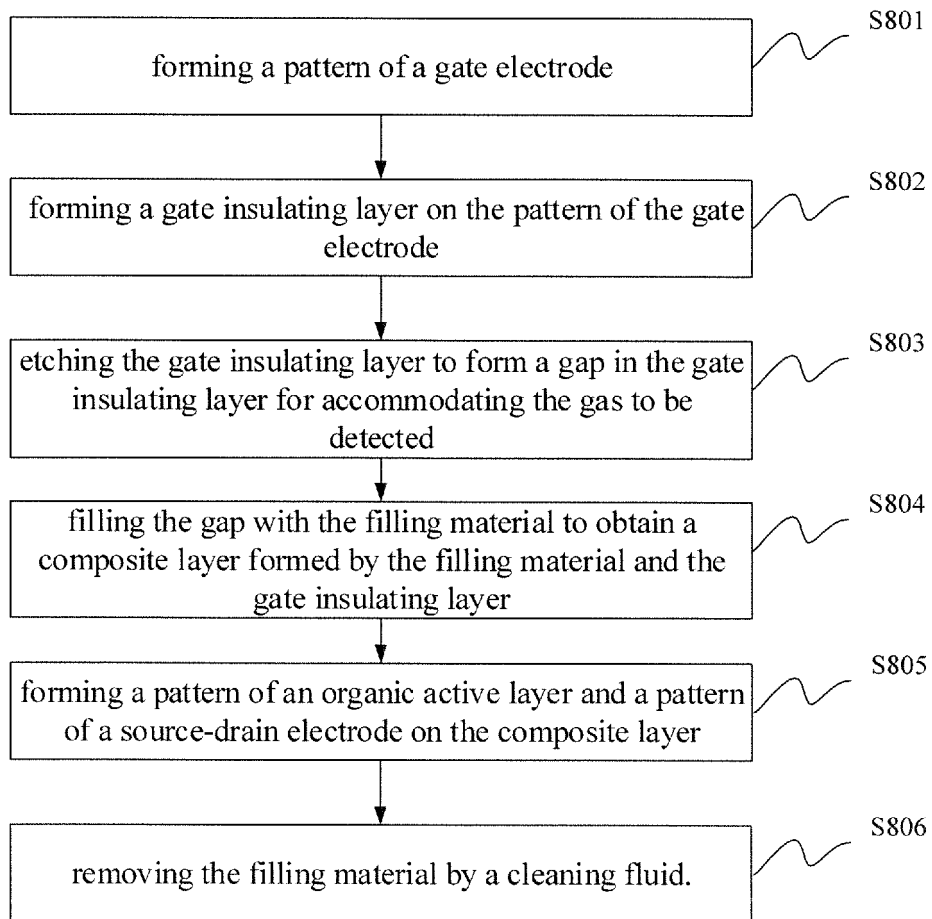 S801
forming a pattern of a gate electrode
S802
forming a gate insulating layer on the pattern of the gate
electrode
S803
etching the gate insulating layer to form a gap in the gate
insulating layer for accommodating the gas to be
detected
S804
filling the gap with the filling material to obtain a
composite layer formed by the filling material and the
gate insulating layer
S805
forming a pattern of an organic active layer and a pattern
of a source-drain electrode on the composite layer
S806
removing the filling material by a cleaning fluid.